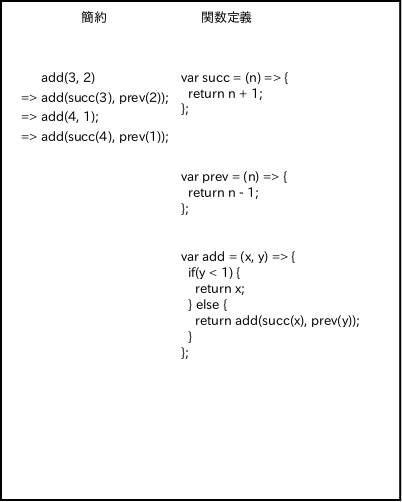 簡約
関数定義
add(3, 2)
=> add(succ(3), prev(2));
=> add(4, 1);
=> add(succ(4), prev(1));
var succ = (n) => {
return n + 1;
};
var prev = (n) => {
return n - 1;
};
var add = (x, y) => {
if(y < 1) {
return x;
} else {
return add(succ(x), prev(y));
}
};